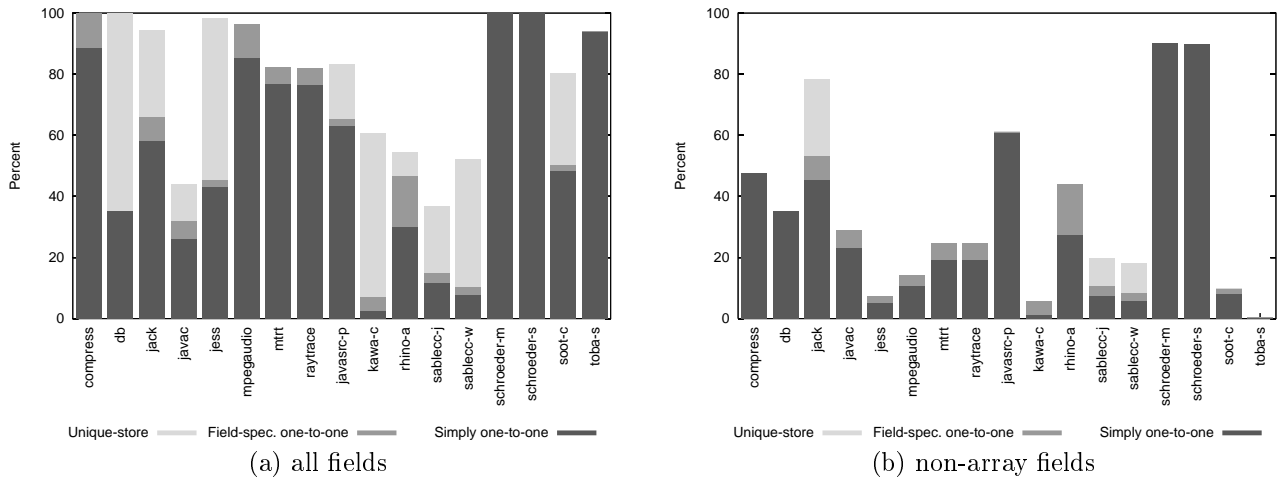 100
80
60
40
20
0
Percent
compress
db
jack
javac
jess
mpegaudio
mtrt
raytrace
javasrc-p
kawa-c
rhino-a
sablecc-j
sablecc-w
schroeder-m
schroeder-s
soot-c
toba-s
Unique-store Field-spec. one-to-one Simply one-to-one
(a) all fields
100
80
60
40
20
0
Percent
compress
db
jack
javac
jess
mpegaudio
mtrt
raytrace
javasrc-p
kawa-c
rhino-a
sablecc-j
sablecc-w
schroeder-m
schroeder-s
soot-c
toba-s
Unique-store Field-spec. one-to-one Simply one-to-one
(b) non-array fields